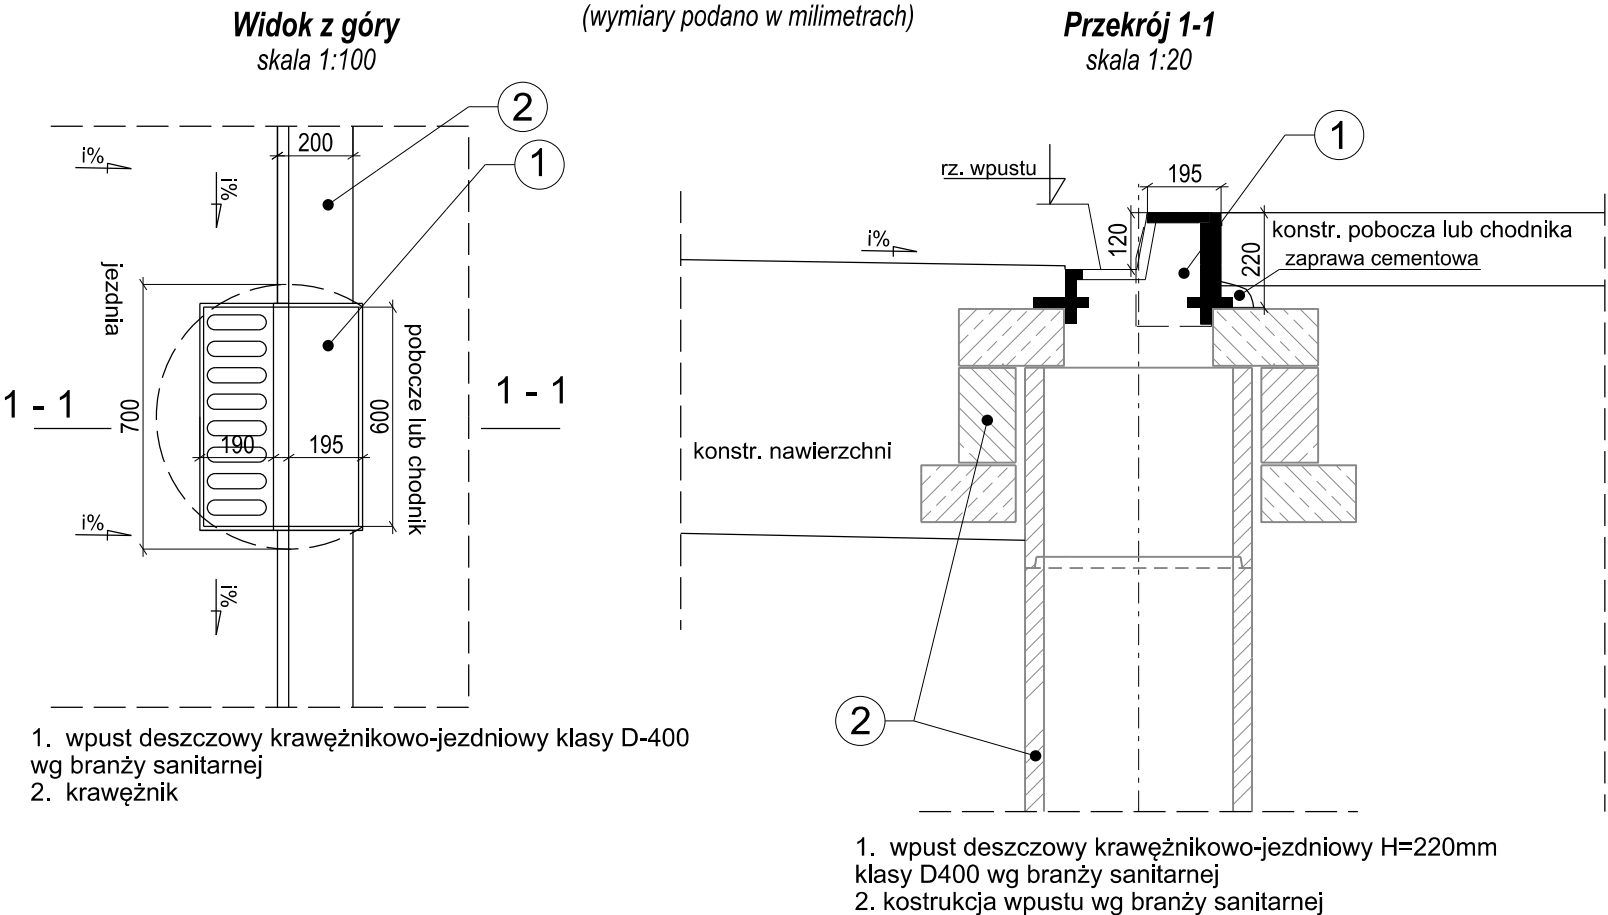 Widok z góry
skala 1:100
(wymiary podano w milimetrach)
Przekrój 1-1
skala 1:20
2
200
1
i%
i%
jezdnia
700
190
195
600
pobocze lub chodnik
1 - 1
1 - 1
i%
i%
1. wpust deszczowy krawężnikowo-jezdniowy klasy D-400
wg branży sanitarnej
2. krawężnik
1
rz. wpustu
195
i%
120
220
konstr. pobocza lub chodnika
zaprawa cementowa
konstr. nawierzchni
2
1. wpust deszczowy krawężnikowo-jezdniowy H=220mm
klasy D400 wg branży sanitarnej
2. kostrukcja wpustu wg branży sanitarnej